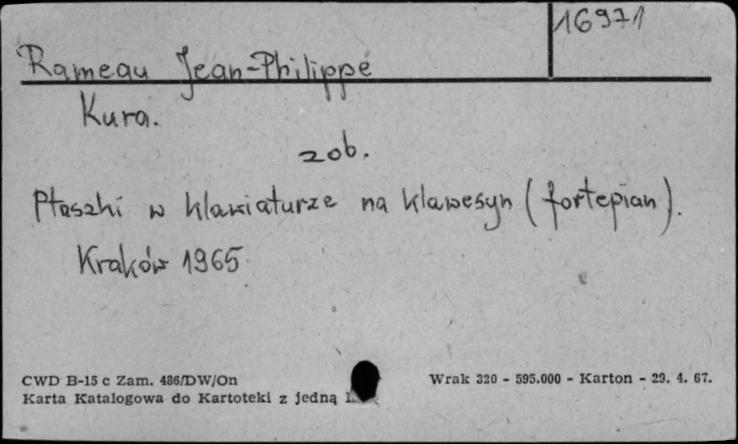 16971
Rameau Jean-Philippe
Kura.
zob.
Ptaszki w klawiaturze na klawesyn (fortepian).
Kraków 1965
CWD B-15 c Zam. 486/DW/On
Wrak 320 - 595.000 - Karton - 29. 4. 67.
Karta Katalogowa do Kartoteki z jedną